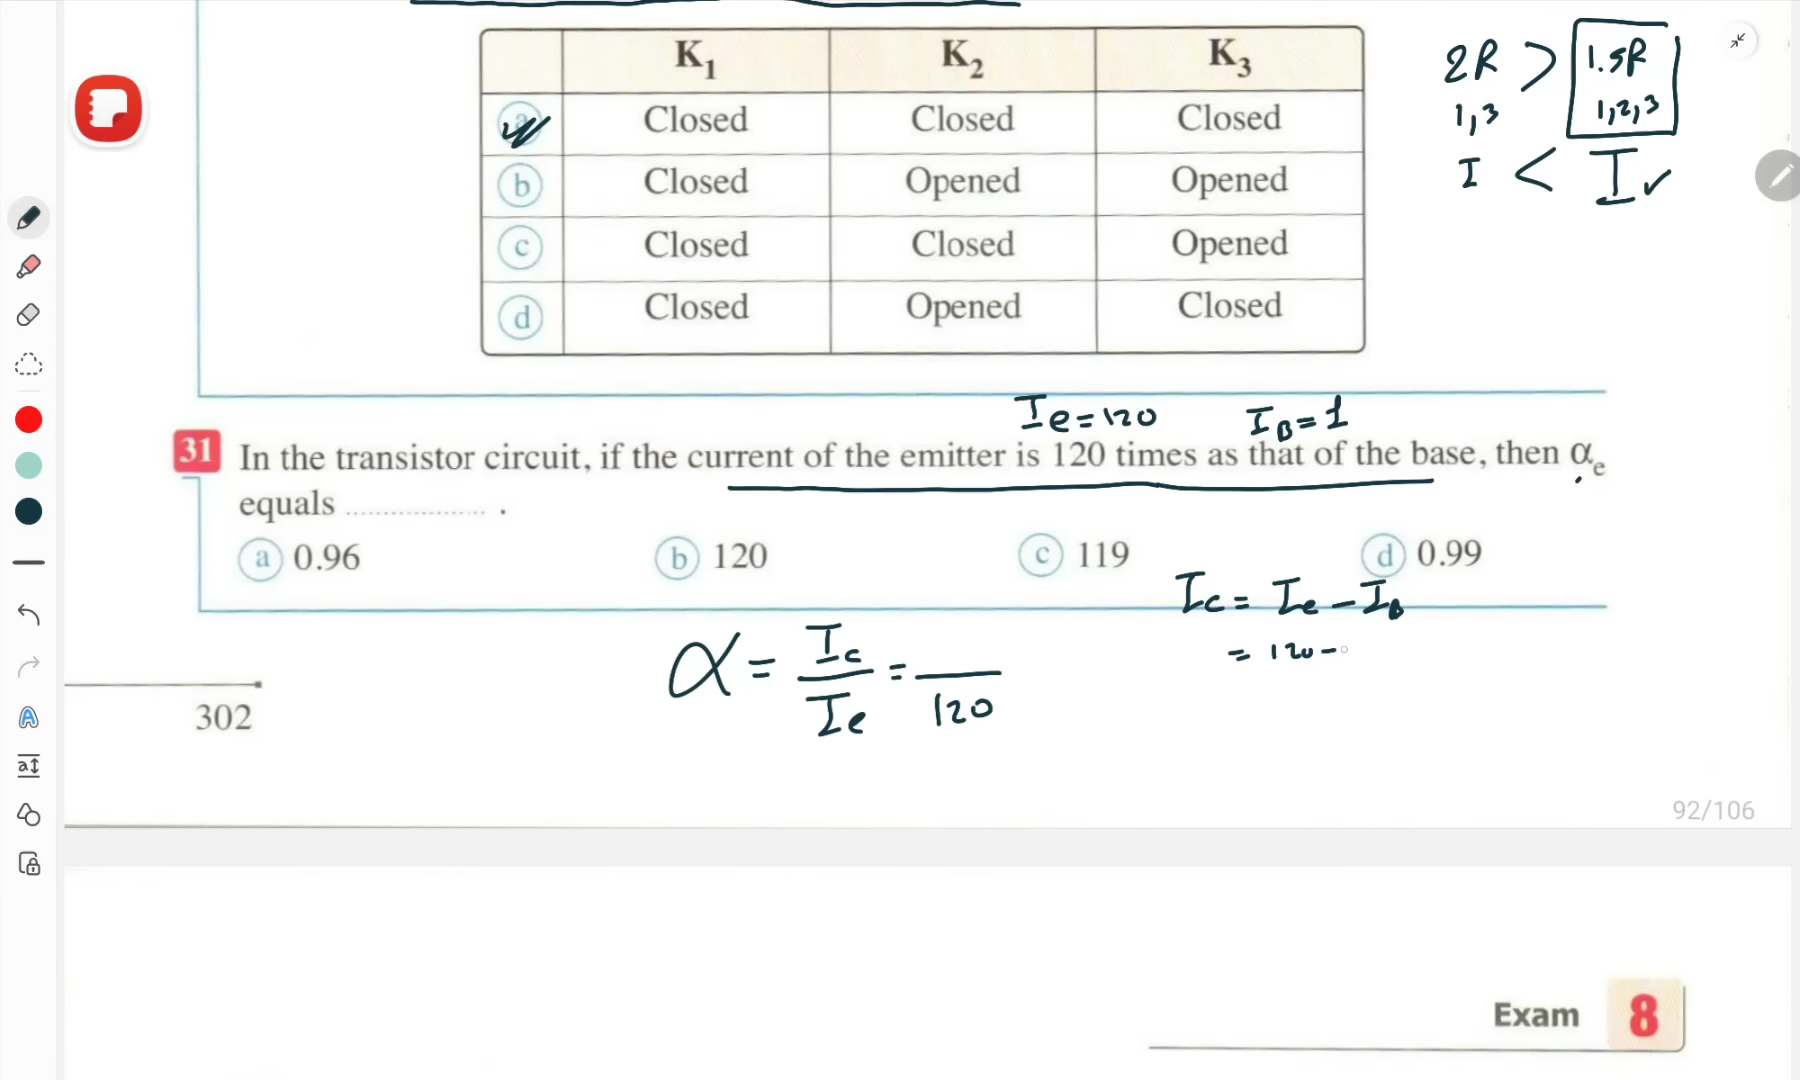 K₁ K₂ K₃
a Closed Closed Closed
b Closed Opened Opened
c Closed Closed Opened
d Closed Opened Closed
2R > 1.5R
1,3 1,2,3
I < I
Ie = 120 IB = 1
31 In the transistor circuit, if the current of the emitter is 120 times as that of the base, then αe
equals .................. .
a 0.96 b 120 c 119 d 0.99
Ic = Ie - IB
= 120 -
α = Ic / Ie = / 120
302
92/106
Exam 8